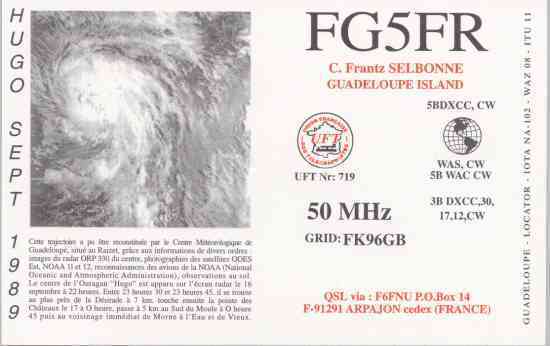 HUGO SEPT 1989
FG5FR
C. Frantz SELBONNE
GUADELOUPE ISLAND
UNION FRANÇAISE
UFT
DES TELEGRAPHISTES
UFT Nr: 719
5BDXCC, CW
WAS, CW
5B WAC CW
50 MHz
3B DXCC,30,
17,12,CW
GRID: FK96GB
QSL via : F6FNU P.O.Box 14
F-91291 ARPAJON cedex (FRANCE)
GUADELOUPE - LOCATOR - IOTA NA-102 - WAZ 08 - ITU 11
Cette trajectoire a pu être reconstituée par le Centre Météorologique de
Guadeloupe, situé au Raizet, grâce aux informations de divers ordres :
images du radar ORP 330 du centre, photographies des satellites GOES
Est, NOAA 11 et 12, reconnaissances des avions de la NOAA (National
Oceanic and Atmospheric Administration), observations au sol.
Le centre de l'Ouragan "Hugo" est apparu sur l'écran radar le 16
septembre à 22 heures. Entre 23 heures 30 et 23 heures 45, il se trouve
au plus près de la Désirade à 7 km, touche ensuite la pointe des
Châteaux le 17 à 0 heure, passe à 5 km au Sud du Moule à 0 heure
45 puis au voisinage immédiat de Morne à l'Eau et de Vieux.